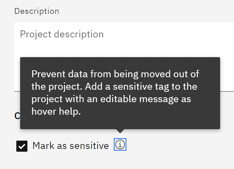 Description
Project description
Prevent data from being moved out of
the project. Add a sensitive tag to the
project with an editable message as
hover help.
Mark as sensitive